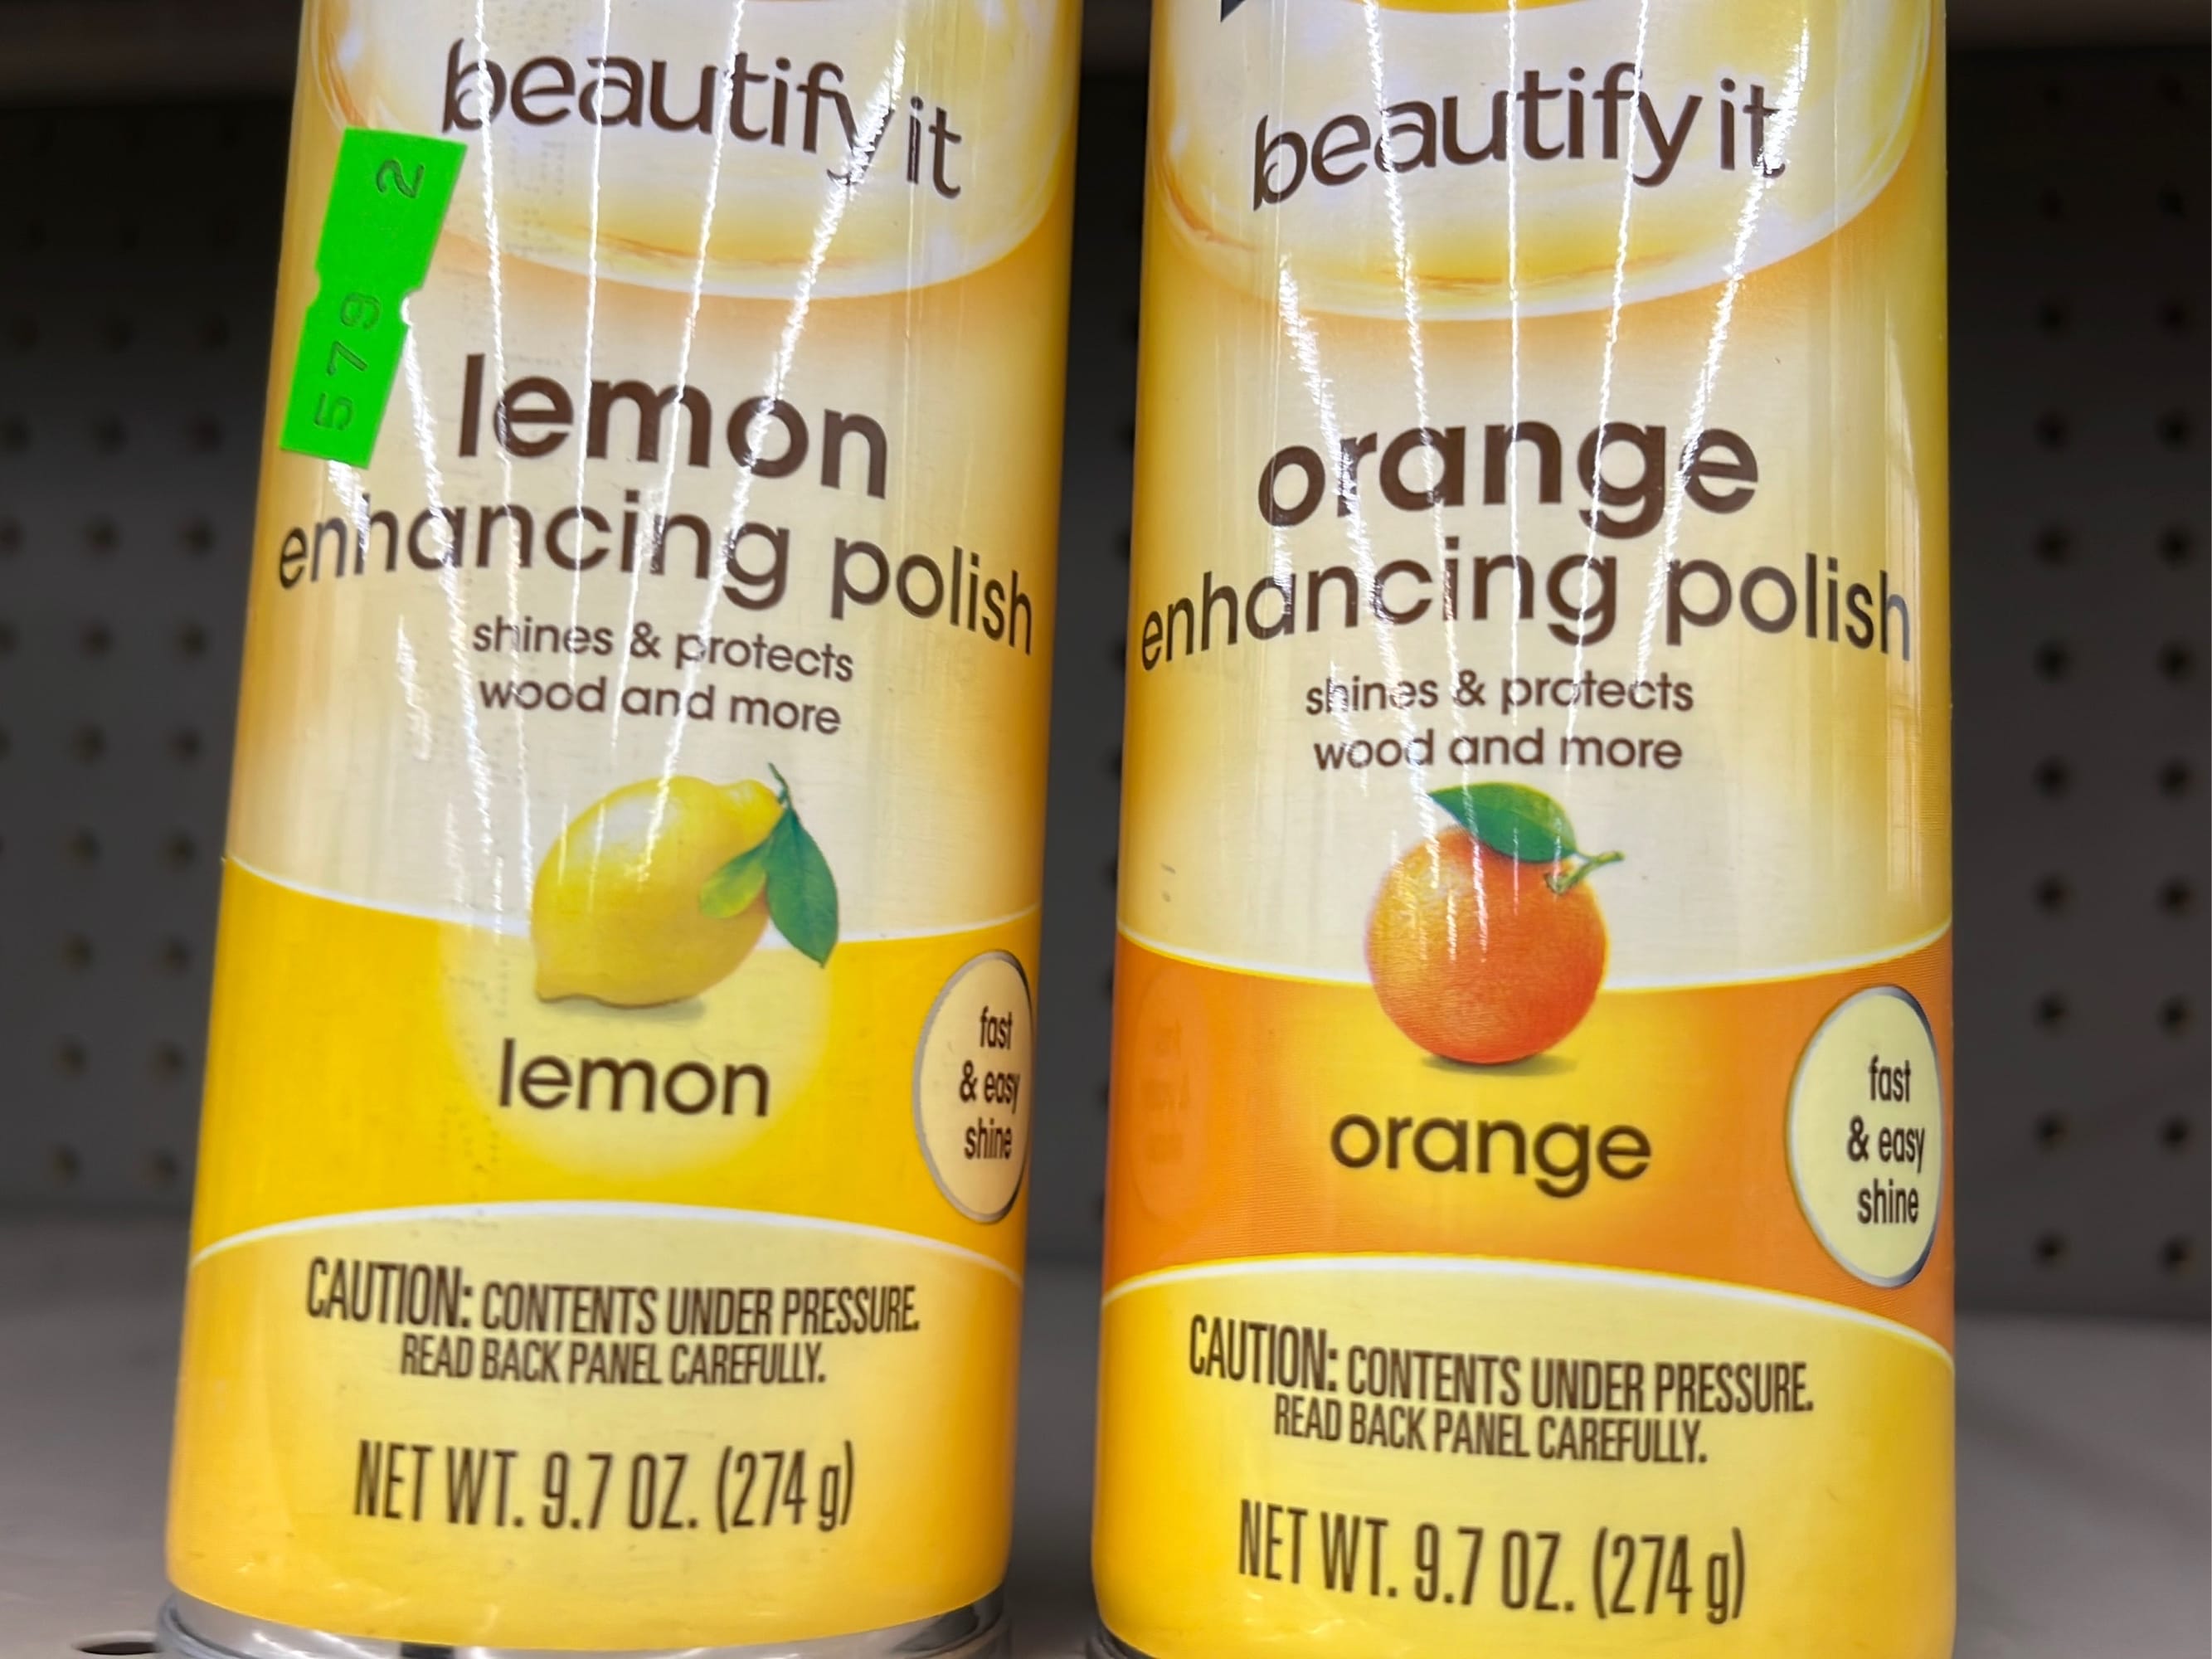 beautify it
579 2
lemon
enhancing polish
shines & protects
wood and more
lemon
fast
& easy
shine
CAUTION: CONTENTS UNDER PRESSURE.
READ BACK PANEL CAREFULLY.
NET WT. 9.7 OZ. (274 g)
beautify it
orange
enhancing polish
shines & protects
wood and more
orange
fast
& easy
shine
CAUTION: CONTENTS UNDER PRESSURE.
READ BACK PANEL CAREFULLY.
NET WT. 9.7 OZ. (274 g)